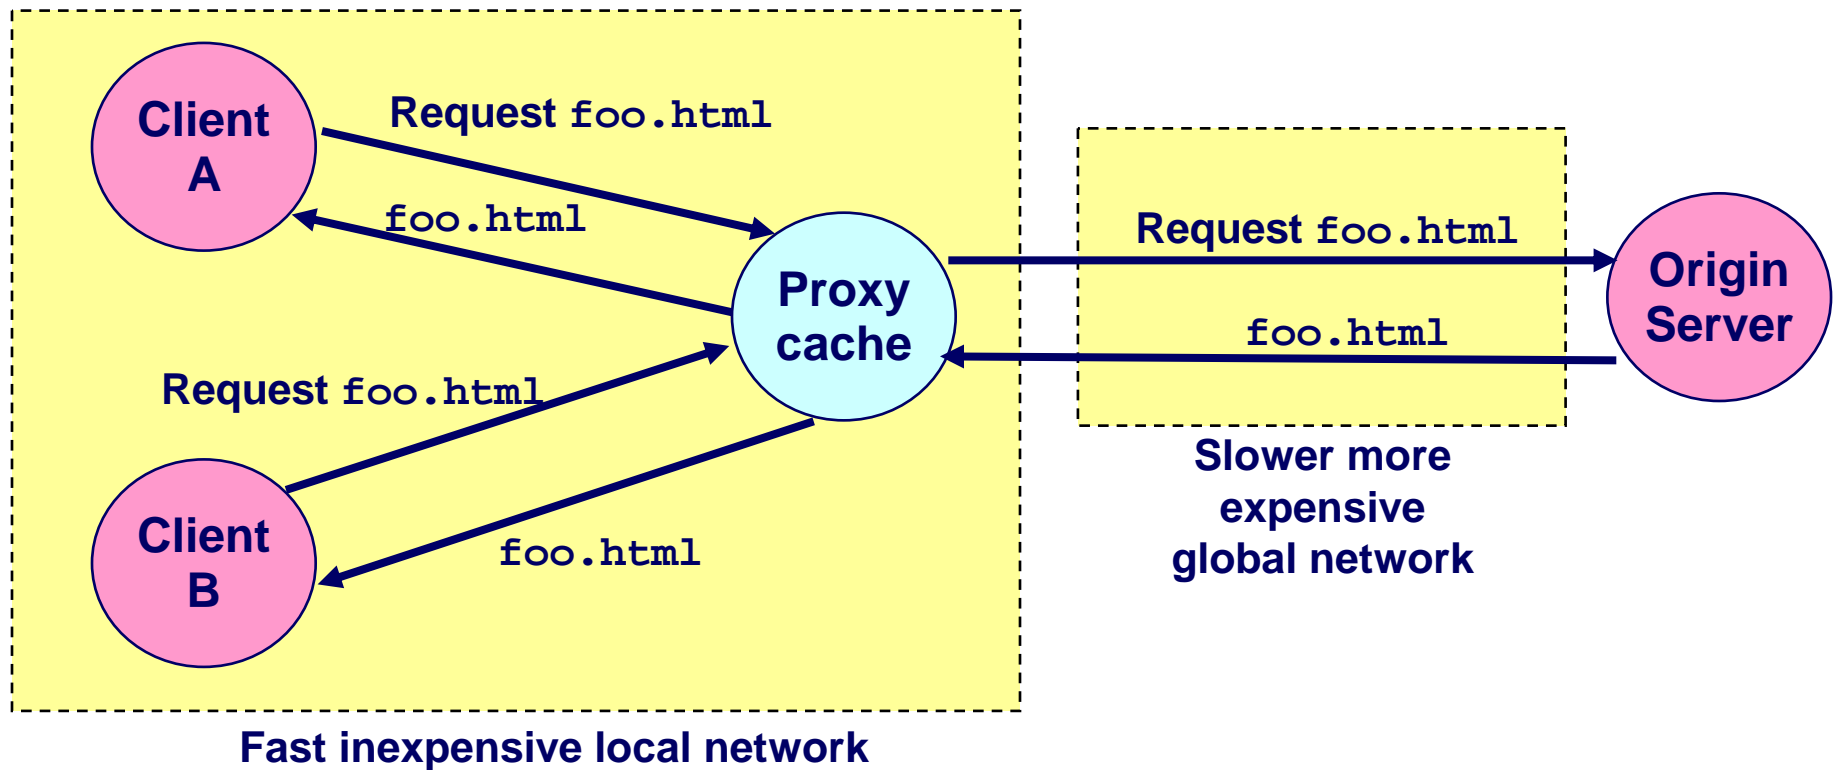 Client
A
Request foo.html
foo.html
Proxy
cache
Request foo.html
Client
B
foo.html
Fast inexpensive local network
Request foo.html
foo.html
Slower more
expensive
global network
Origin
Server